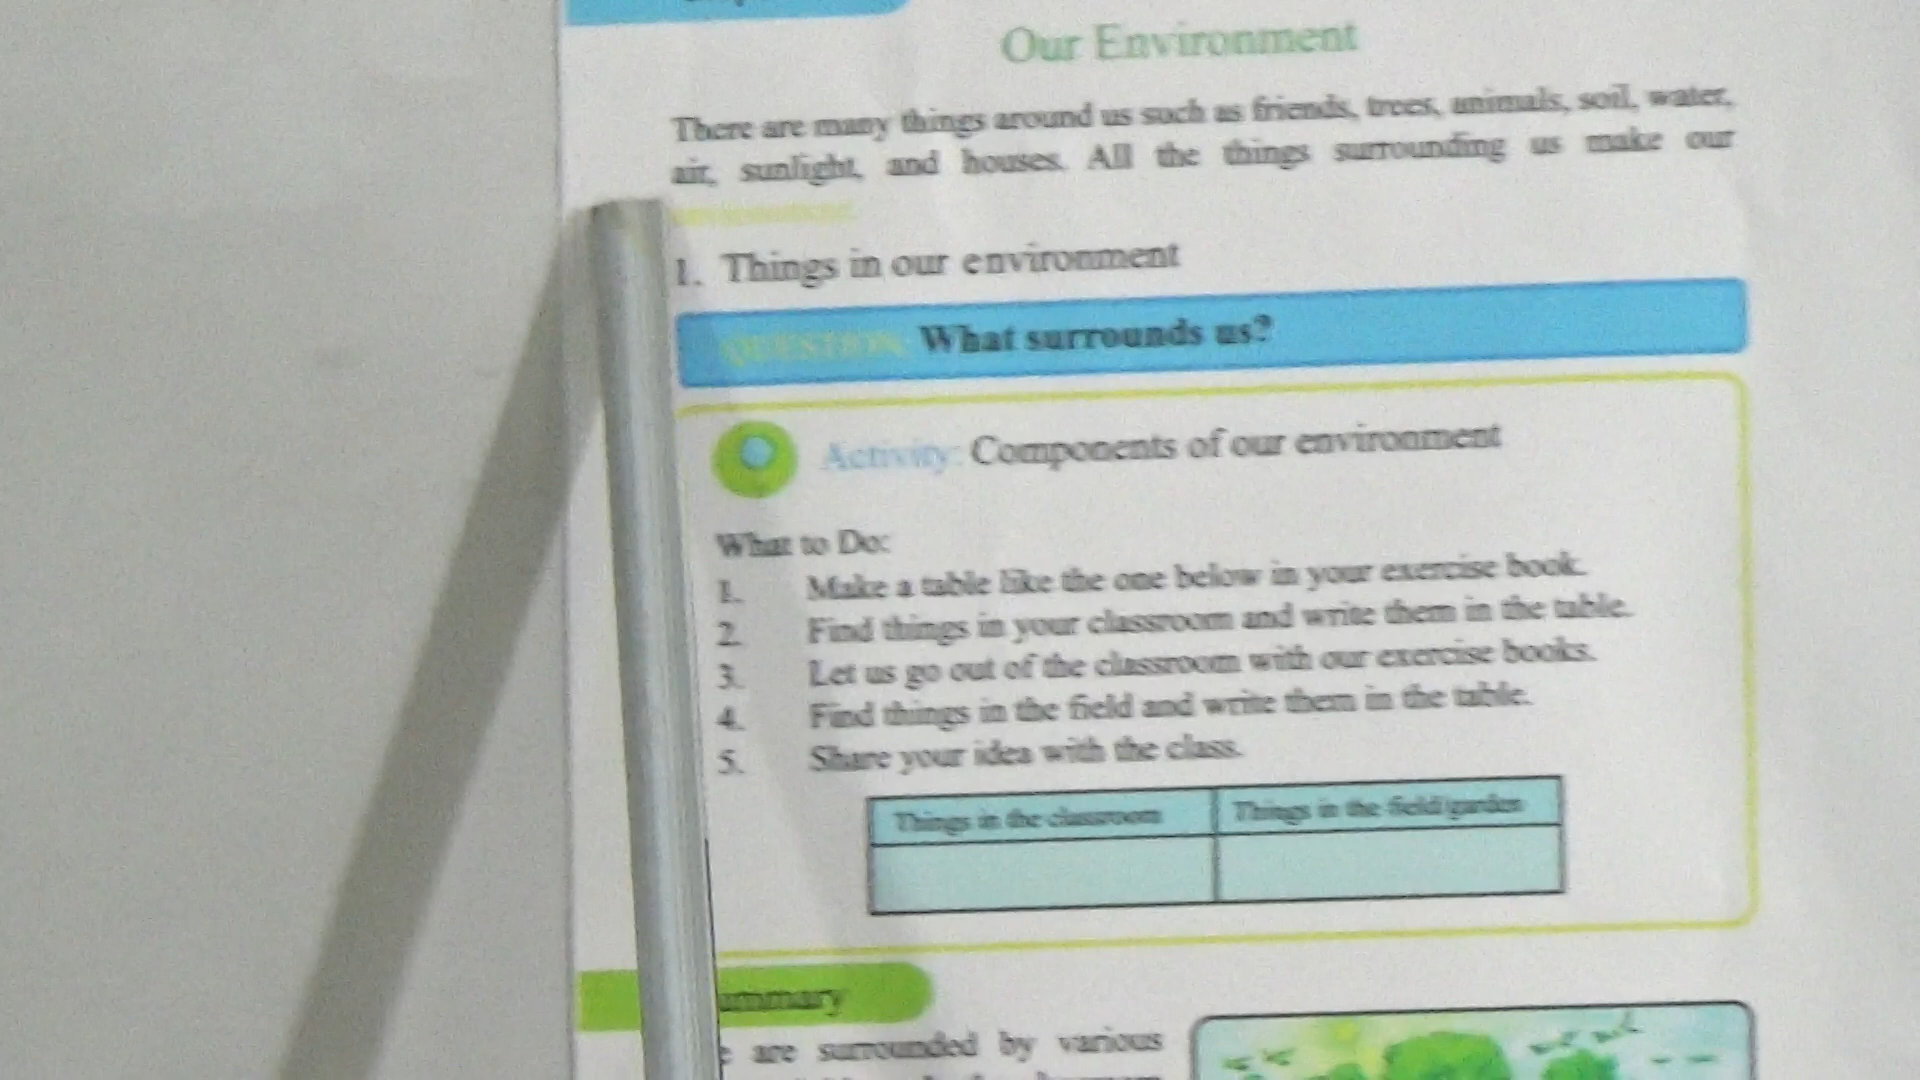 Our Environment
There are many things around us such as friends, trees, animals, soil, water,
air, sunlight, and houses. All the things surrounding us make our
1. Things in our environment
QUESTION: What surrounds us?
Activity: Components of our environment
What to Do:
1. Make a table like the one below in your exercise book.
2. Find things in your classroom and write them in the table.
3. Let us go out of the classroom with our exercise books.
4. Find things in the field and write them in the table.
5. Share your idea with the class.
Things in the classroom Things in the field/garden
ummary
e are surrounded by various